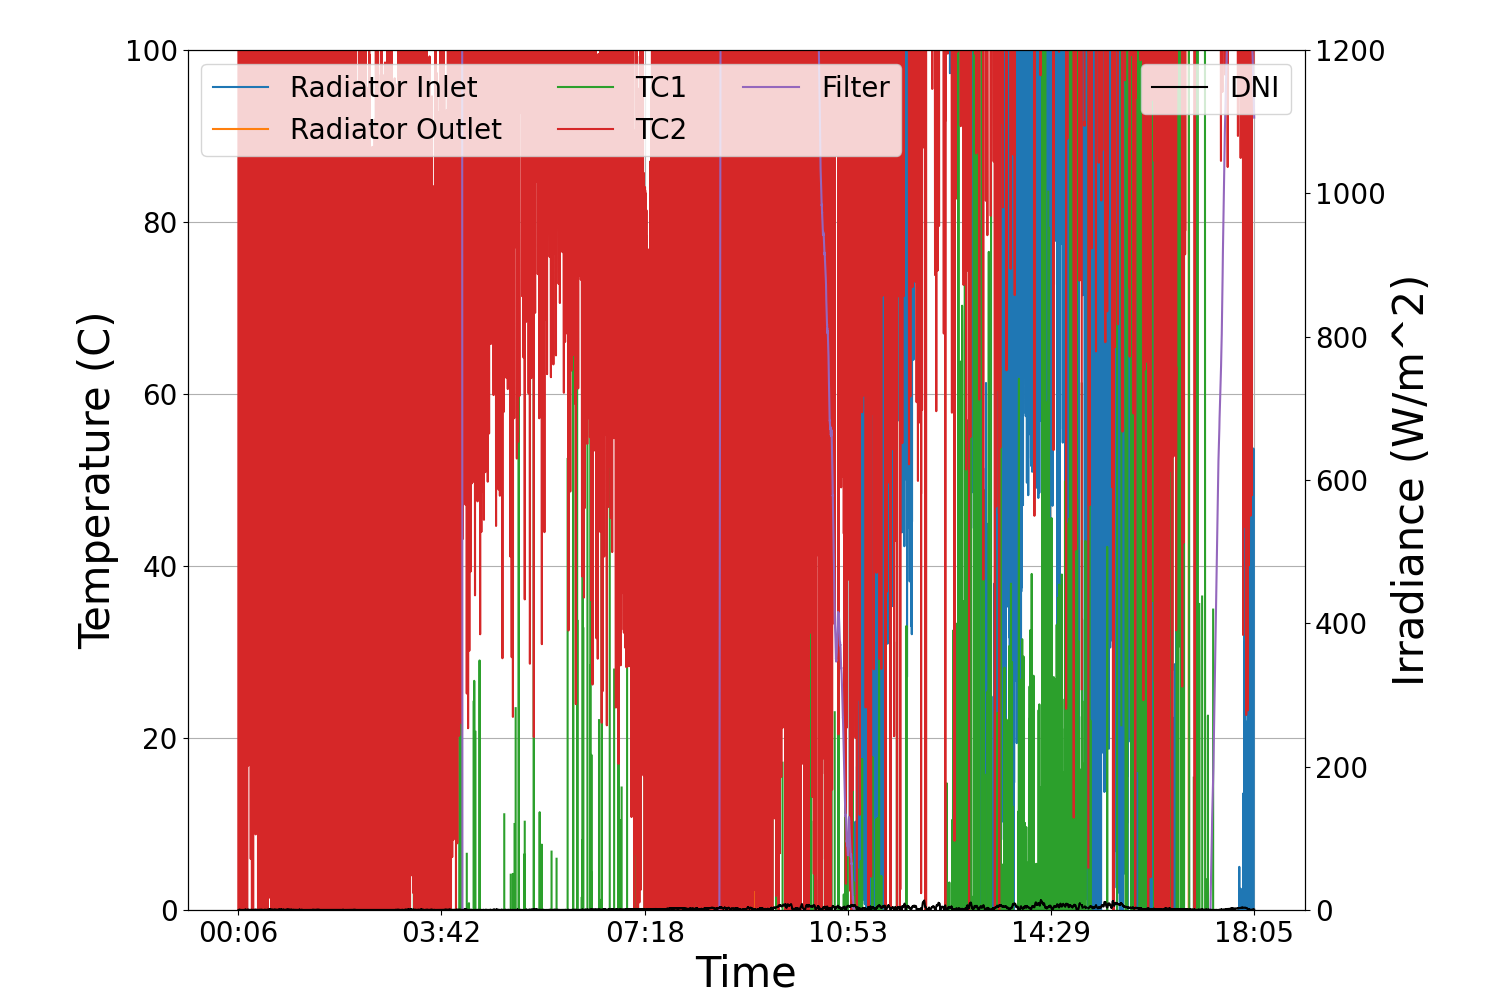 100 1200
Radiator Inlet TC1 Filter DNI
Radiator Outlet TC2
1000
80
800
60
600
40
400
20
200
0 0
00:06 03:42 07:18 10:53 14:29 18:05
Time
Temperature (C)
Irradiance (W/m^2)